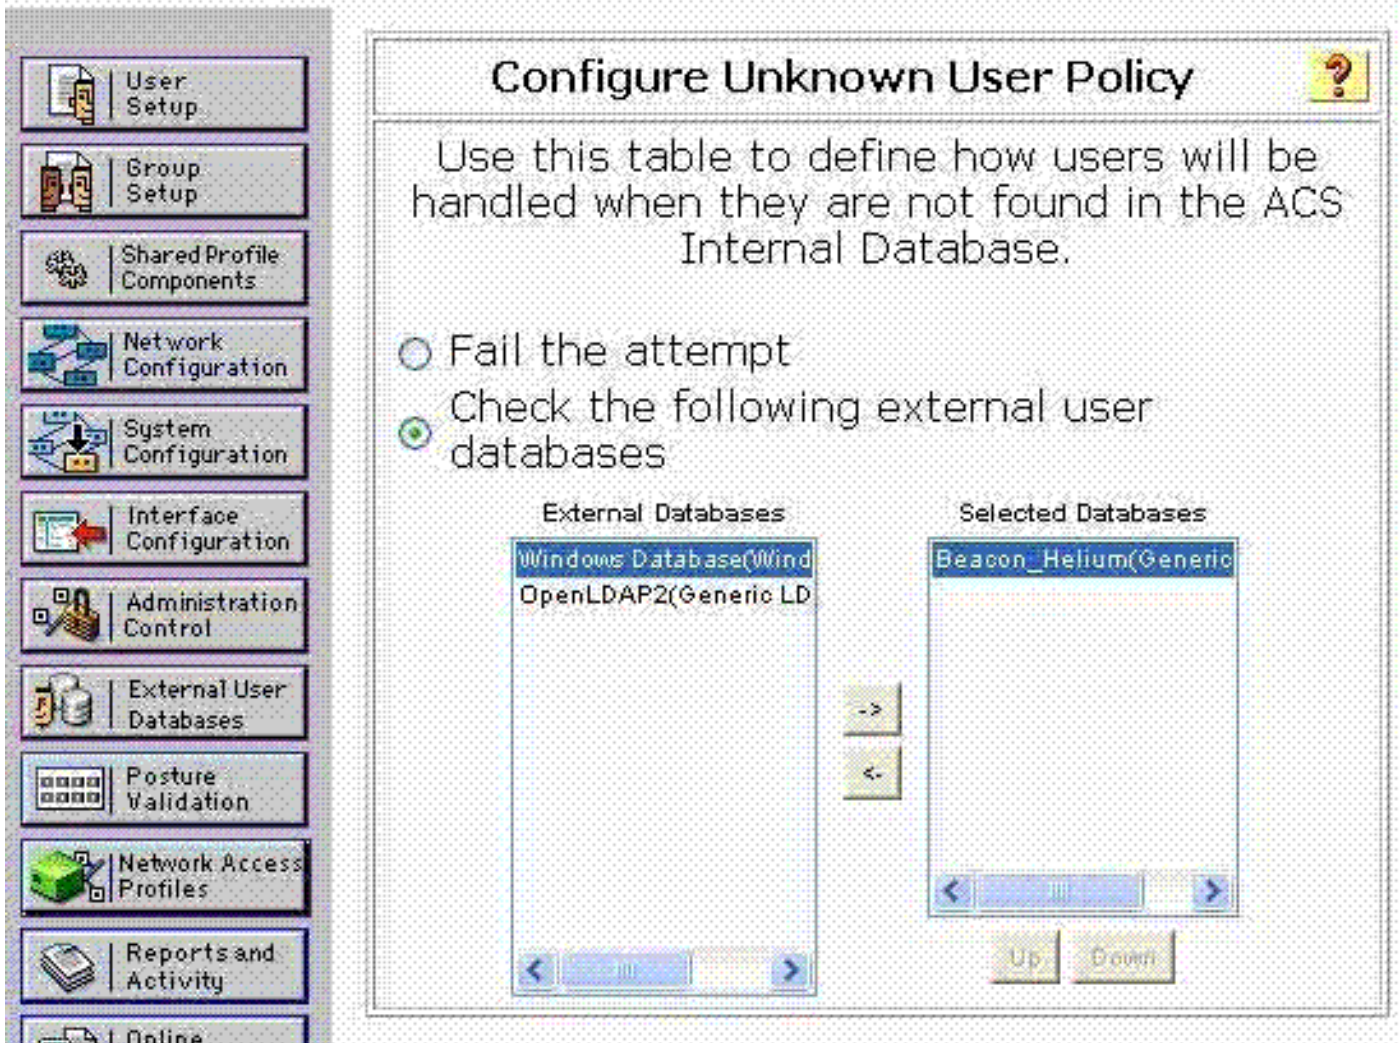 User
Setup
Group
Setup
Shared Profile
Components
Network
Configuration
System
Configuration
Interface
Configuration
Administration
Control
External User
Databases
Posture
Validation
Network Access
Profiles
Reports and
Activity
Online
Configure Unknown User Policy
?
Use this table to define how users will be
handled when they are not found in the ACS
Internal Database.
Fail the attempt
Check the following external user
databases
External Databases
Windows Database(Wind
OpenLDAP2(Generic LD
->
<-
Selected Databases
Beacon_Helium(Generic
Up
Down